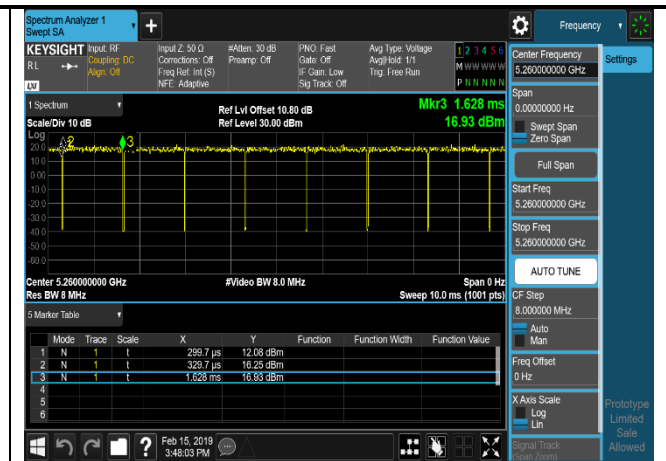 Spectrum Analyzer 1
Swept SA
+
Frequency
KEYSIGHT
RL
LXI
Input: RF
Coupling: DC
Align: Off
Input Z: 50 Ω
Corrections: Off
Freq Ref: Int (S)
NFE: Adaptive
#Atten: 30 dB
Preamp: Off
PNO: Fast
Gate: Off
IF Gain: Low
Sig Track: Off
Avg Type: Voltage
Avg|Hold: 1/1
Trig: Free Run
1 2 3 4 5 6
M W W W W W
P N N N N N
1 Spectrum
Scale/Div 10 dB
Ref Lvl Offset 10.80 dB
Ref Level 30.00 dBm
Mkr3 1.628 ms
16.93 dBm
Log
20.0
10.0
0.00
-10.0
-20.0
-30.0
-40.0
-50.0
-60.0
2
3
Center 5.260000000 GHz
Res BW 8 MHz
#Video BW 8.0 MHz
Span 0 Hz
Sweep 10.0 ms (1001 pts)
5 Marker Table
Mode Trace Scale X Y Function Function Width Function Value
1 N 1 t 299.7 µs 12.08 dBm
2 N 1 t 329.7 µs 16.25 dBm
3 N 1 t 1.628 ms 16.93 dBm
4
5
6
Feb 15, 2019
3:48:03 PM
Center Frequency
5.260000000 GHz
Settings
Span
0.00000000 Hz
Swept Span
Zero Span
Full Span
Start Freq
5.260000000 GHz
Stop Freq
5.260000000 GHz
AUTO TUNE
CF Step
8.000000 MHz
Auto
Man
Freq Offset
0 Hz
X Axis Scale
Log
Lin
Signal Track
(Span Zoom)
Prototype
Limited
Sale
Allowed